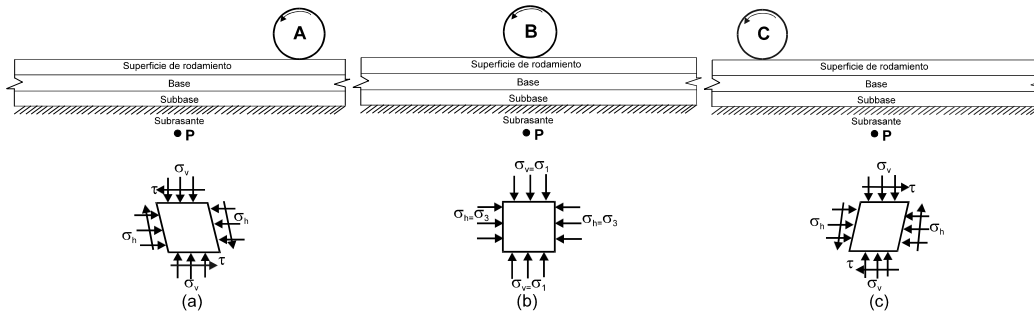 A
Superficie de rodamiento
Base
Subbase
Subrasante
P
σv
τ
σh
σh
τ
σv
(a)
B
Superficie de rodamiento
Base
Subbase
Subrasante
P
σv=σ1
σh=σ3
σh=σ3
σv=σ1
(b)
C
Superficie de rodamiento
Base
Subbase
Subrasante
P
σv
τ
σh
σh
τ
σv
(c)